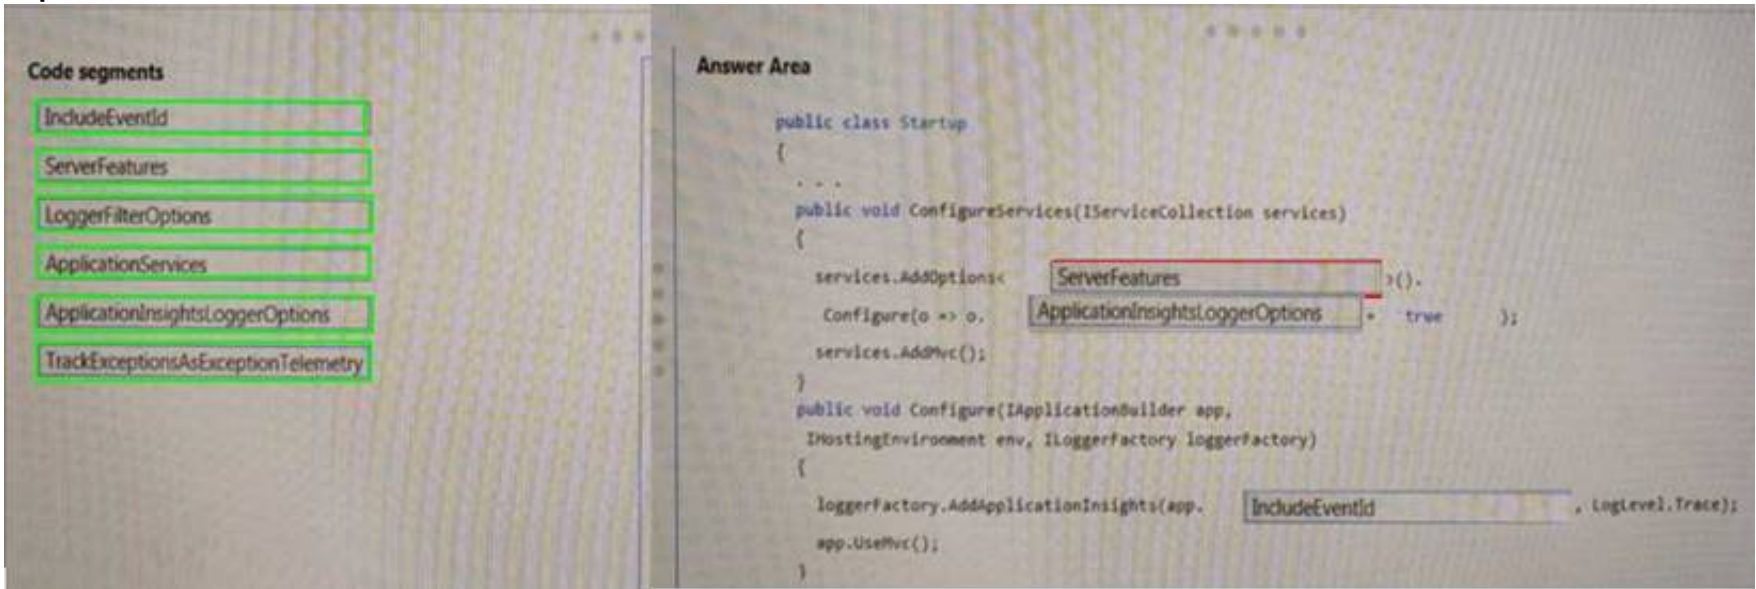 Code segments
IncludeEventId
ServerFeatures
LoggerFilterOptions
ApplicationServices
ApplicationInsightsLoggerOptions
TrackExceptionsAsExceptionTelemetry
Answer Area
public class Startup
{
. . .
public void ConfigureServices(IServiceCollection services)
{
services.AddOptions< ServerFeatures >().
Configure(o => o. ApplicationInsightsLoggerOptions = true );
services.AddMvc();
}
public void Configure(IApplicationBuilder app,
IHostingEnvironment env, ILoggerFactory loggerFactory)
{
loggerFactory.AddApplicationInsights(app. IncludeEventId , LogLevel.Trace);
app.UseMvc();
}